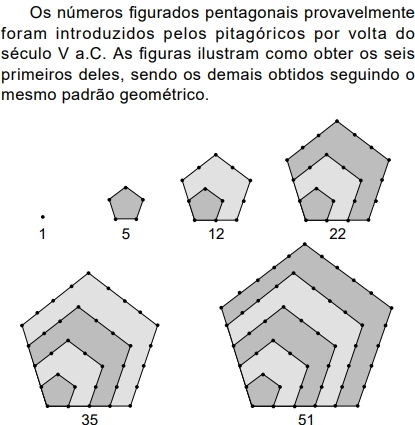 Os números figurados pentagonais provavelmente
foram introduzidos pelos pitagóricos por volta do
século V a.C. As figuras ilustram como obter os seis
primeiros deles, sendo os demais obtidos seguindo o
mesmo padrão geométrico.
1 5 12 22
35 51